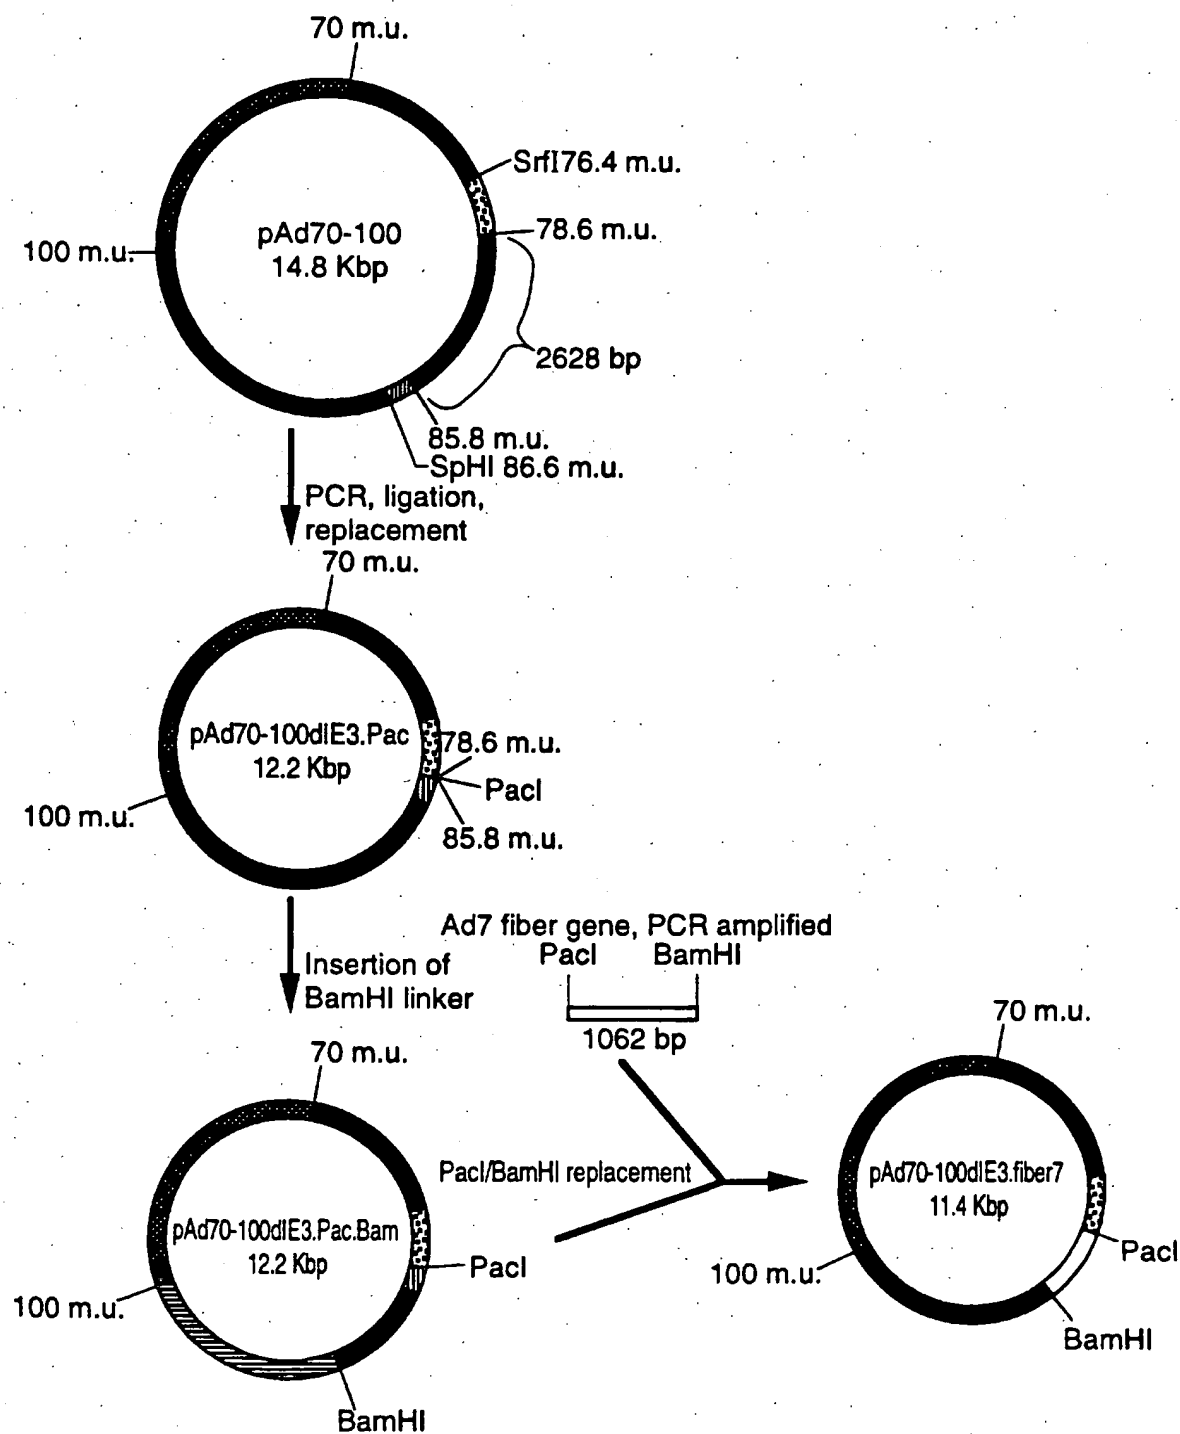 70 m.u.
SrfI76.4 m.u.
78.6 m.u.
pAd70-100
14.8 Kbp
100 m.u.
2628 bp
85.8 m.u.
SpHI 86.6 m.u.
PCR, ligation,
replacement
70 m.u.
pAd70-100dlE3.Pac
12.2 Kbp
78.6 m.u.
PacI
100 m.u.
85.8 m.u.
Ad7 fiber gene, PCR amplified
PacI BamHI
Insertion of
BamHI linker
1062 bp
70 m.u.
70 m.u.
PacI/BamHI replacement
pAd70-100dlE3.Pac.Bam
12.2 Kbp
PacI
100 m.u.
BamHI
pAd70-100dlE3.fiber7
11.4 Kbp
PacI
100 m.u.
BamHI